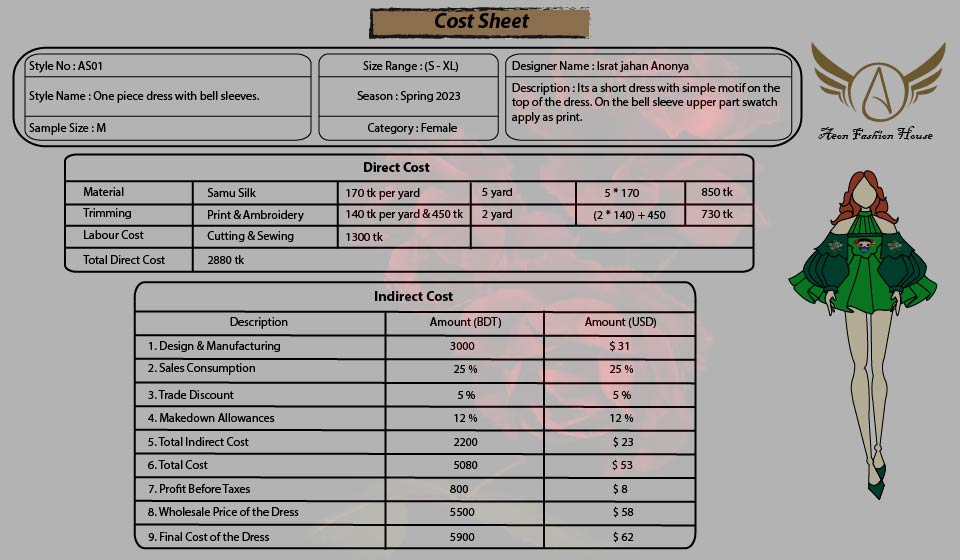 Cost Sheet
Style No : AS01
Size Range : (S - XL)
Designer Name : Israt jahan Anonya
Style Name : One piece dress with bell sleeves.
Season : Spring 2023
Description : Its a short dress with simple motif on the
top of the dress. On the bell sleeve upper part swatch
apply as print.
Sample Size : M
Category : Female
Aeon Fashion House
Direct Cost
Material Samu Silk 170 tk per yard 5 yard 5 * 170 850 tk
Trimming Print & Ambroidery 140 tk per yard & 450 tk 2 yard (2 * 140) + 450 730 tk
Labour Cost Cutting & Sewing 1300 tk
Total Direct Cost 2880 tk
Indirect Cost
Description Amount (BDT) Amount (USD)
1. Design & Manufacturing 3000 $ 31
2. Sales Consumption 25 % 25 %
3. Trade Discount 5 % 5 %
4. Makedown Allowances 12 % 12 %
5. Total Indirect Cost 2200 $ 23
6. Total Cost 5080 $ 53
7. Profit Before Taxes 800 $ 8
8. Wholesale Price of the Dress 5500 $ 58
9. Final Cost of the Dress 5900 $ 62